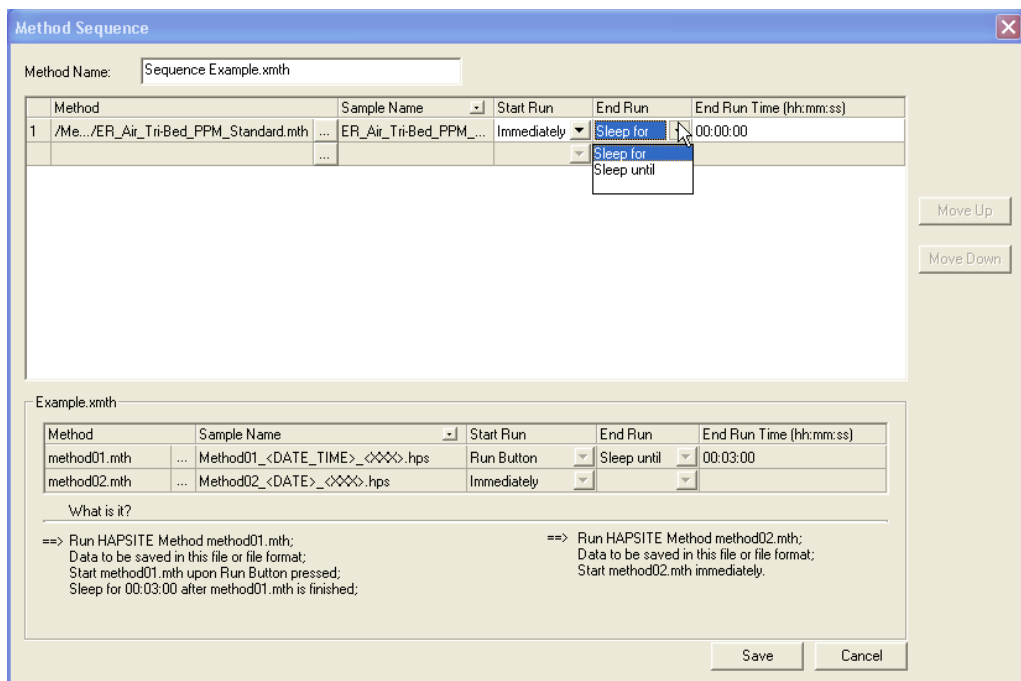 Method Sequence
Method Name: Sequence Example.xmth
Method Sample Name Start Run End Run End Run Time (hh:mm:ss)
1 /Me.../ER_Air_Tri-Bed_PPM_Standard.mth ... ER_Air_Tri-Bed_PPM_... Immediately Sleep for 00:00:00
... Sleep for
Sleep until
Move Up
Move Down
Example.xmth
Method Sample Name Start Run End Run End Run Time (hh:mm:ss)
method01.mth ... Method01_<DATE_TIME>_<XXX>.hps Run Button Sleep until 00:03:00
method02.mth ... Method02_<DATE>_<XXX>.hps Immediately
What is it?
==> Run HAPSITE Method method01.mth;
Data to be saved in this file or file format;
Start method01.mth upon Run Button pressed;
Sleep for 00:03:00 after method01.mth is finished;
==> Run HAPSITE Method method02.mth;
Data to be saved in this file or file format;
Start method02.mth immediately.
Save Cancel